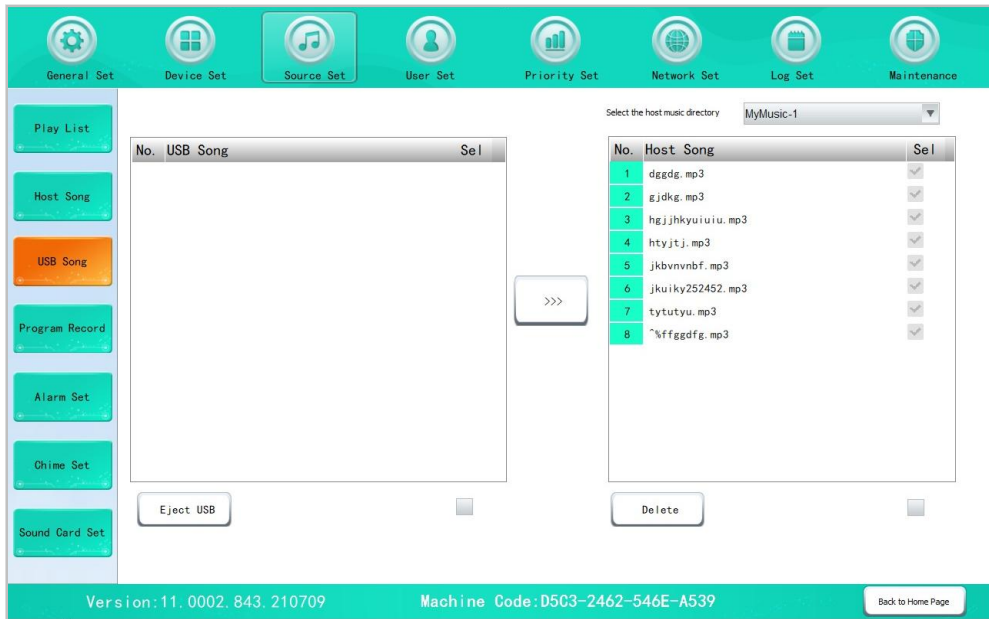 General Set Device Set Source Set User Set Priority Set Network Set Log Set Maintenance
Select the host music directory MyMusic-1
Play List
Host Song
USB Song
Program Record
Alarm Set
Chime Set
Sound Card Set
No. USB Song Sel
>>>
Eject USB
No. Host Song Sel
1 dggdg.mp3
2 gjdkg.mp3
3 hgjjhkyuiuiu.mp3
4 htyjtj.mp3
5 jkbvnvnbf.mp3
6 jkuiky252452.mp3
7 tytutyu.mp3
8 ^%ffggdfg.mp3
Delete
Version:11.0002.843.210709 Machine Code:D5C3-2462-546E-A539 Back to Home Page